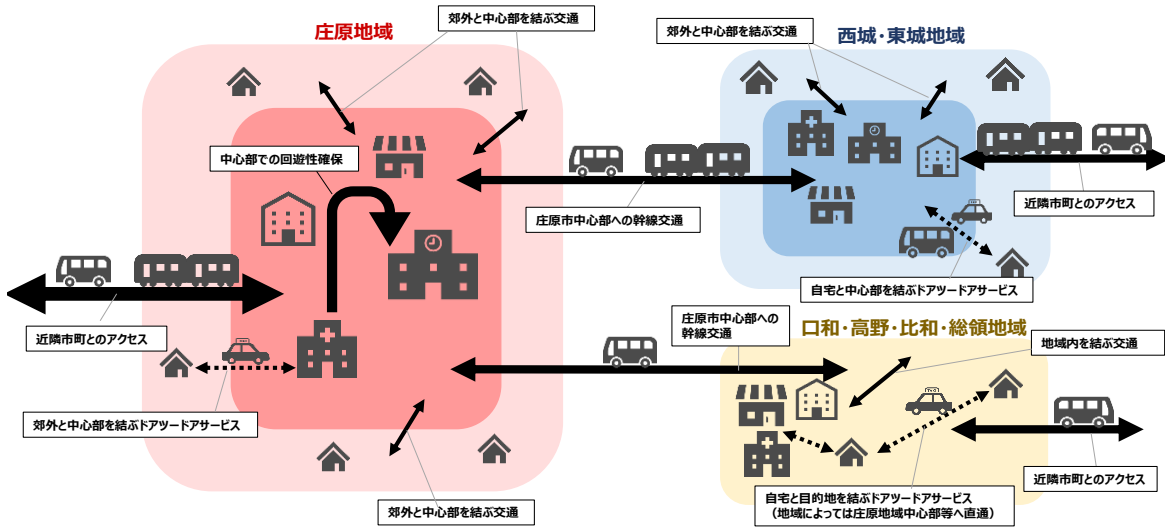 庄原地域
郊外と中心部を結ぶ交通
中心部での回遊性確保
近隣市町とのアクセス
郊外と中心部を結ぶドアツードアサービス
郊外と中心部を結ぶ交通
西城・東城地域
郊外と中心部を結ぶ交通
庄原市中心部への幹線交通
近隣市町とのアクセス
自宅と中心部を結ぶドアツードアサービス
庄原市中心部への
幹線交通
口和・高野・比和・総領地域
地域内を結ぶ交通
近隣市町とのアクセス
自宅と目的地を結ぶドアツードアサービス
（地域によっては庄原地域中心部等へ直通）